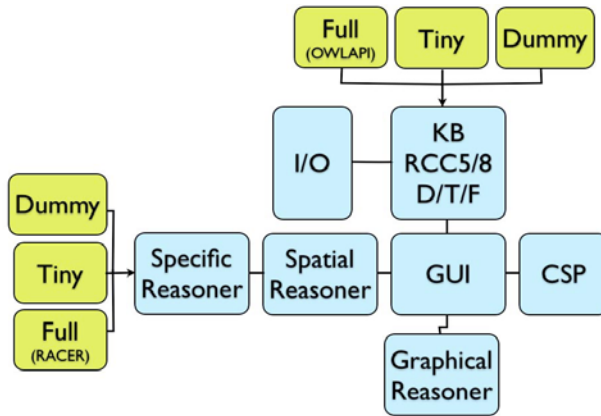 Full
(OWLAPI)
Tiny
Dummy
I/O
KB
RCC5/8
D/T/F
Dummy
Tiny
Full
(RACER)
Specific
Reasoner
Spatial
Reasoner
GUI
CSP
Graphical
Reasoner